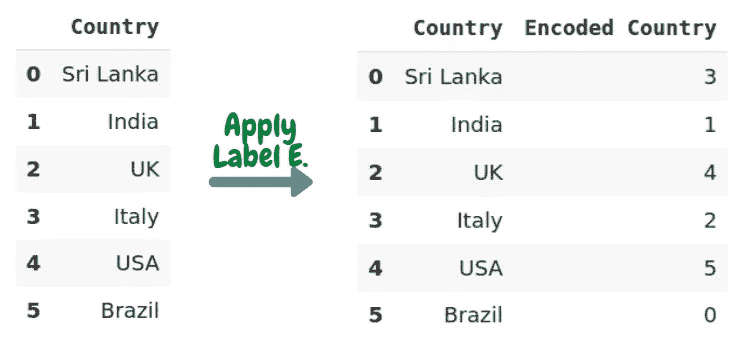 Country
0 Sri Lanka
1 India
2 UK
3 Italy
4 USA
5 Brazil
Apply
Label E.
Country Encoded Country
0 Sri Lanka 3
1 India 1
2 UK 4
3 Italy 2
4 USA 5
5 Brazil 0